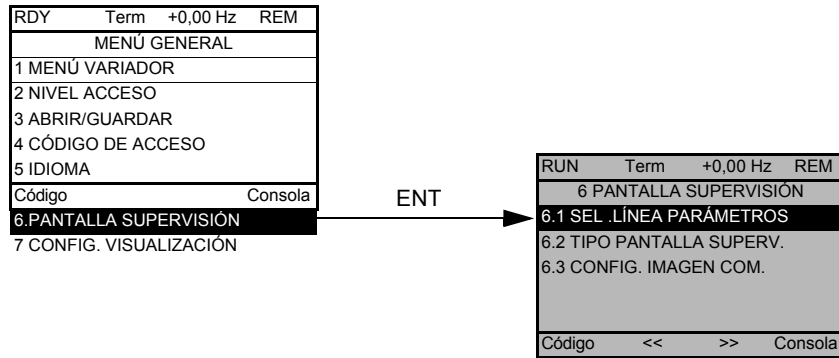 RDY Term +0,00 Hz REM
MENÚ GENERAL
1 MENÚ VARIADOR
2 NIVEL ACCESO
3 ABRIR/GUARDAR
4 CÓDIGO DE ACCESO
5 IDIOMA
Código Consola
6.PANTALLA SUPERVISIÓN
7 CONFIG. VISUALIZACIÓN
ENT
RUN Term +0,00 Hz REM
6 PANTALLA SUPERVISIÓN
6.1 SEL .LÍNEA PARÁMETROS
6.2 TIPO PANTALLA SUPERV.
6.3 CONFIG. IMAGEN COM.
Código << >> Consola